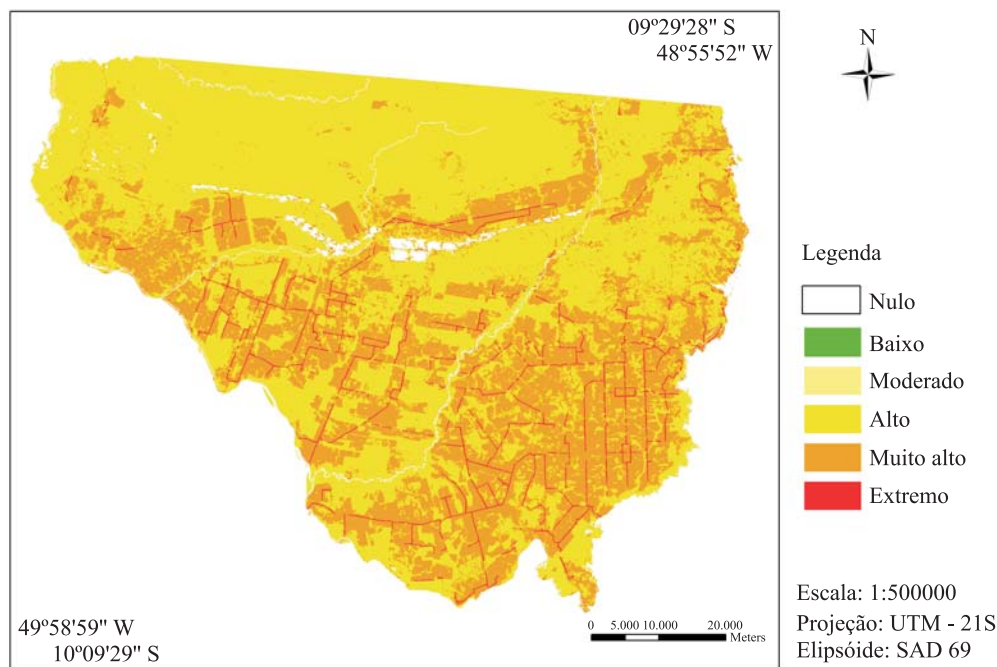 09º29'28" S
48º55'52" W
N
Legenda
Nulo
Baixo
Moderado
Alto
Muito alto
Extremo
49º58'59" W
10º09'29" S
0 5.000 10.000 20.000
Meters
Escala: 1:500000
Projeção: UTM - 21S
Elipsóide: SAD 69